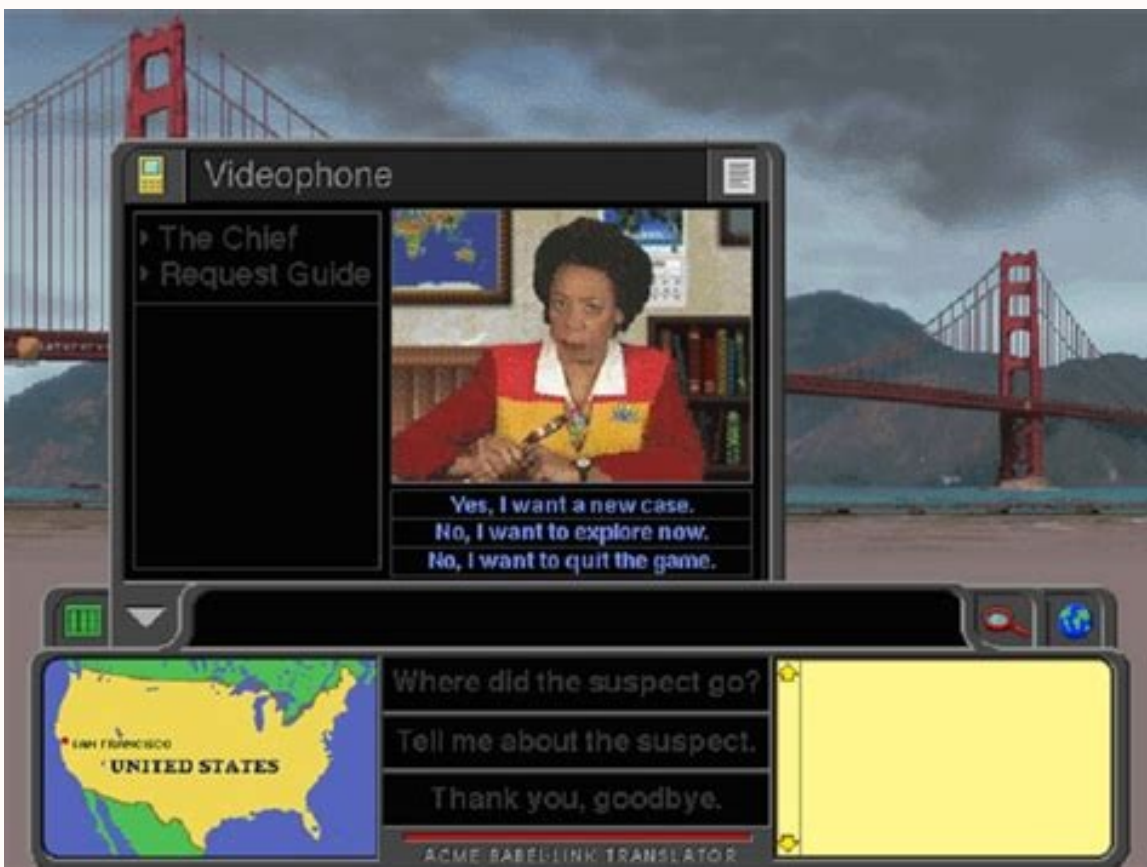 Videophone
The Chief
Request Guide
Yes, I want a new case.
No, I want to explore now.
No, I want to quit the game.
SAN FRANCISCO
UNITED STATES
Where did the suspect go?
Tell me about the suspect.
Thank you, goodbye.
ACME BABEL-LINK TRANSLATOR